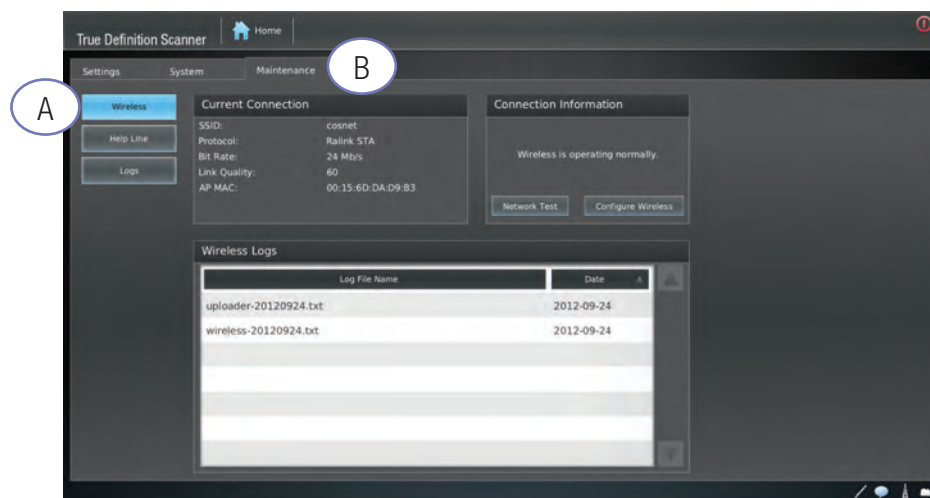 True Definition Scanner
Home
Settings
System
Maintenance
B
A
Wireless
Help Line
Logs
Current Connection
SSID: cosnet
Protocol: Ralink STA
Bit Rate: 24 Mb/s
Link Quality: 60
AP MAC: 00:15:6D:DA:D9:B3
Connection Information
Wireless is operating normally.
Network Test
Configure Wireless
Wireless Logs
Log File Name Date
uploader-20120924.txt 2012-09-24
wireless-20120924.txt 2012-09-24